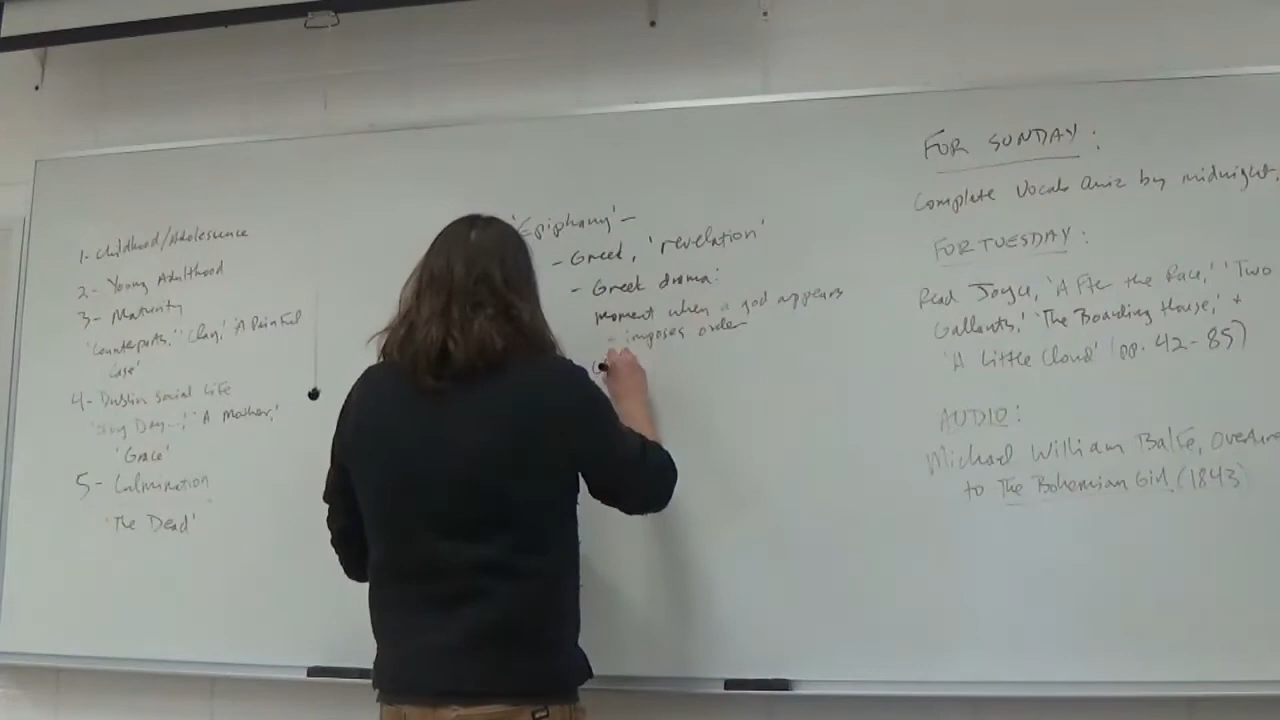 1- Childhood/Adolescence
2- Young Adulthood
3- Maturity
'Counterparts,' 'Clay,' 'A Painful
Case'
4- Dublin Social Life
'Ivy Day...,' 'A Mother,'
'Grace'
5- Culmination
'The Dead'
'Epiphany' -
- Greek, 'revelation'
- Greek drama:
moment when a god appears
+ imposes order
FOR SUNDAY:
Complete Vocab Quiz by midnight.
FOR TUESDAY:
Read Joyce, 'After the Race,' 'Two
Gallants,' 'The Boarding House,' +
'A Little Cloud' (pp. 42-85)
AUDIO:
Michael William Balfe, Overture
to The Bohemian Girl (1843)